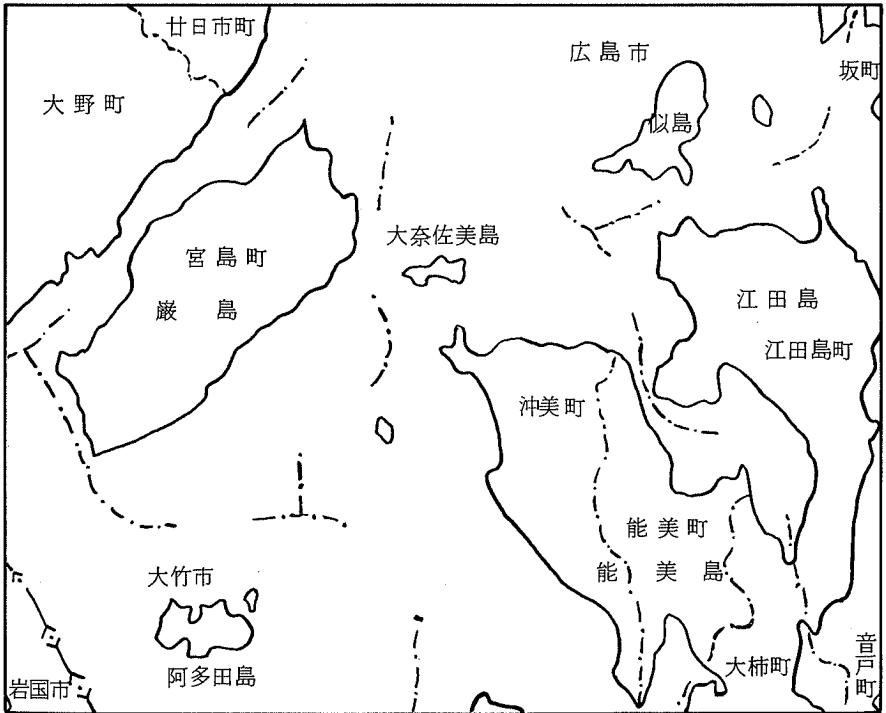 廿日市町
広島市
坂町
大野町
似島
大奈佐美島
宮島町
厳島
江田島
江田島町
沖美町
能美町
能美島
大竹市
阿多田島
大柿町
音戸町
岩国市